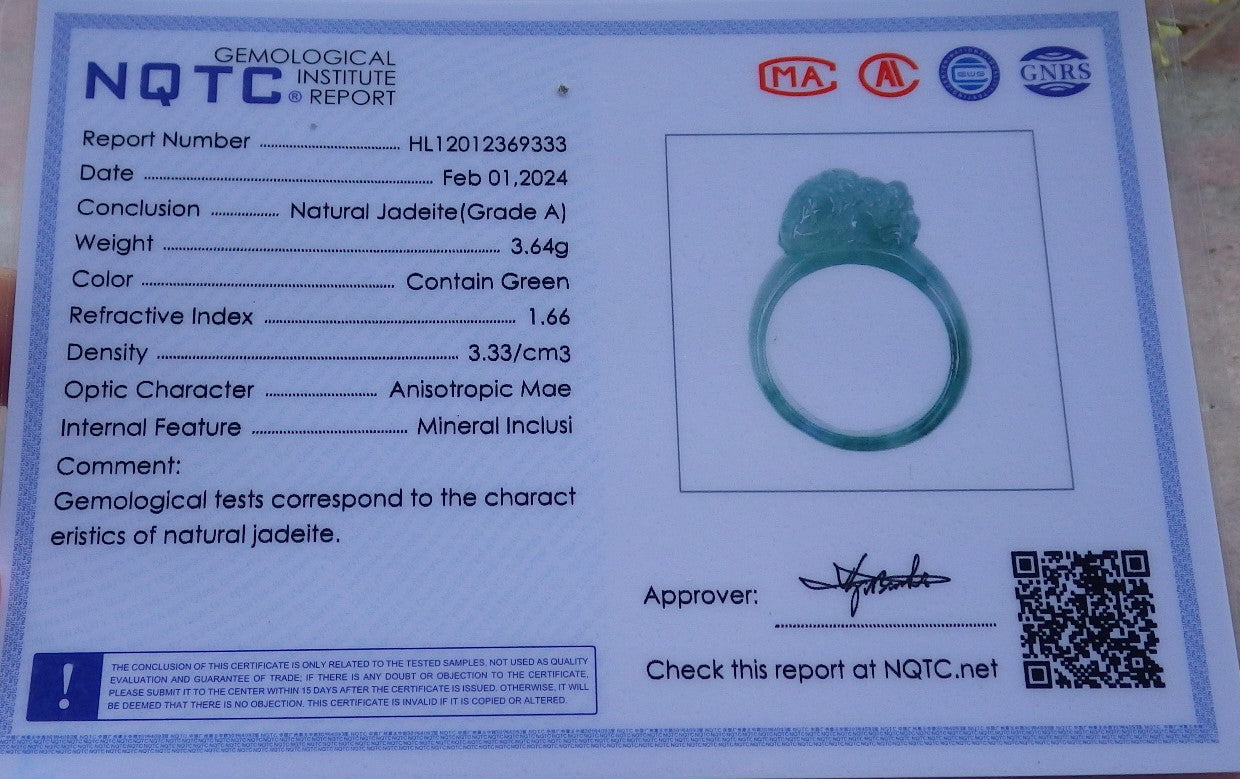 NQTC® GEMOLOGICAL INSTITUTE REPORT
MA
AL
GNRS
Report Number HL12012369333
Date Feb 01,2024
Conclusion Natural Jadeite(Grade A)
Weight 3.64g
Color Contain Green
Refractive Index 1.66
Density 3.33/cm3
Optic Character Anisotropic Mae
Internal Feature Mineral Inclusi
Comment:
Gemological tests correspond to the charact
eristics of natural jadeite.
Approver:
Check this report at NQTC.net
! THE CONCLUSION OF THIS CERTIFICATE IS ONLY RELATED TO THE TESTED SAMPLES, NOT USED AS QUALITY
EVALUATION AND GUARANTEE OF TRADE; IF THERE IS ANY DOUBT OR OBJECTION TO THE CERTIFICATE,
PLEASE SUBMIT IT TO THE CENTER WITHIN 15 DAYS AFTER THE CERTIFICATE IS ISSUED. OTHERWISE, IT WILL
BE DEEMED THAT THERE IS NO OBJECTION. THIS CERTIFICATE IS INVALID IF IT IS COPIED OR ALTERED.